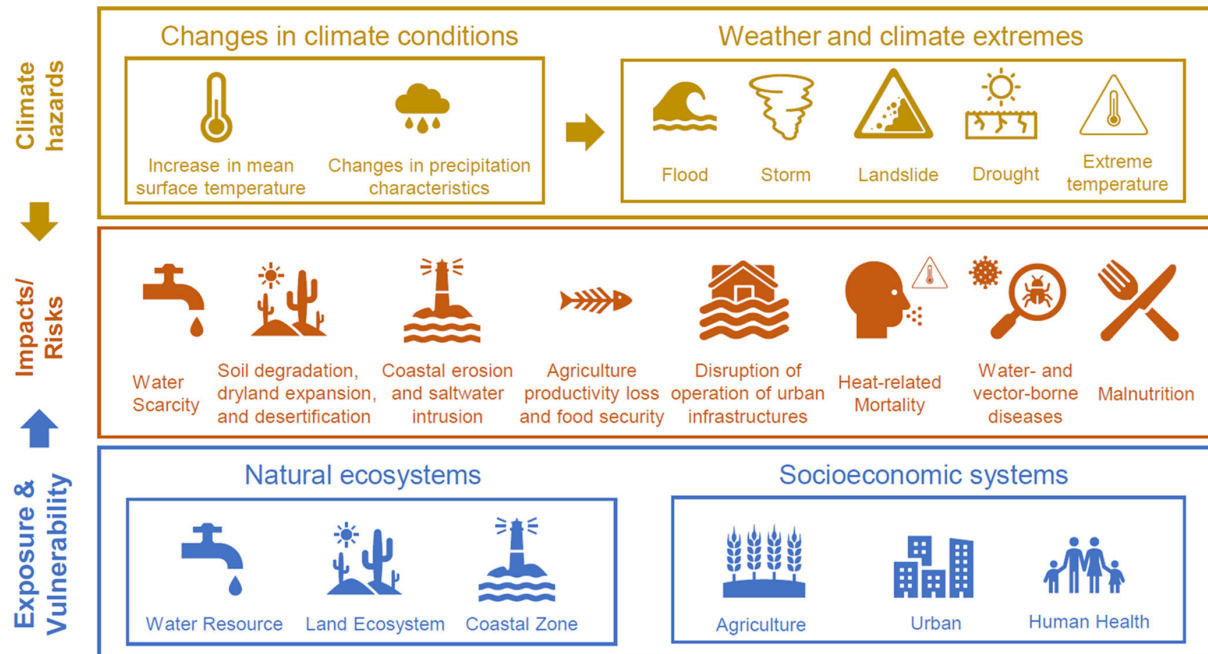 Climate
hazards
Changes in climate conditions
Increase in mean
surface temperature
Changes in precipitation
characteristics
Weather and climate extremes
Flood
Storm
Landslide
Drought
Extreme
temperature
Impacts/
Risks
Water
Scarcity
Soil degradation,
dryland expansion,
and desertification
Coastal erosion
and saltwater
intrusion
Agriculture
productivity loss
and food security
Disruption of
operation of urban
infrastructures
Heat-related
Mortality
Water- and
vector-borne
diseases
Malnutrition
Exposure &
Vulnerability
Natural ecosystems
Water Resource
Land Ecosystem
Coastal Zone
Socioeconomic systems
Agriculture
Urban
Human Health